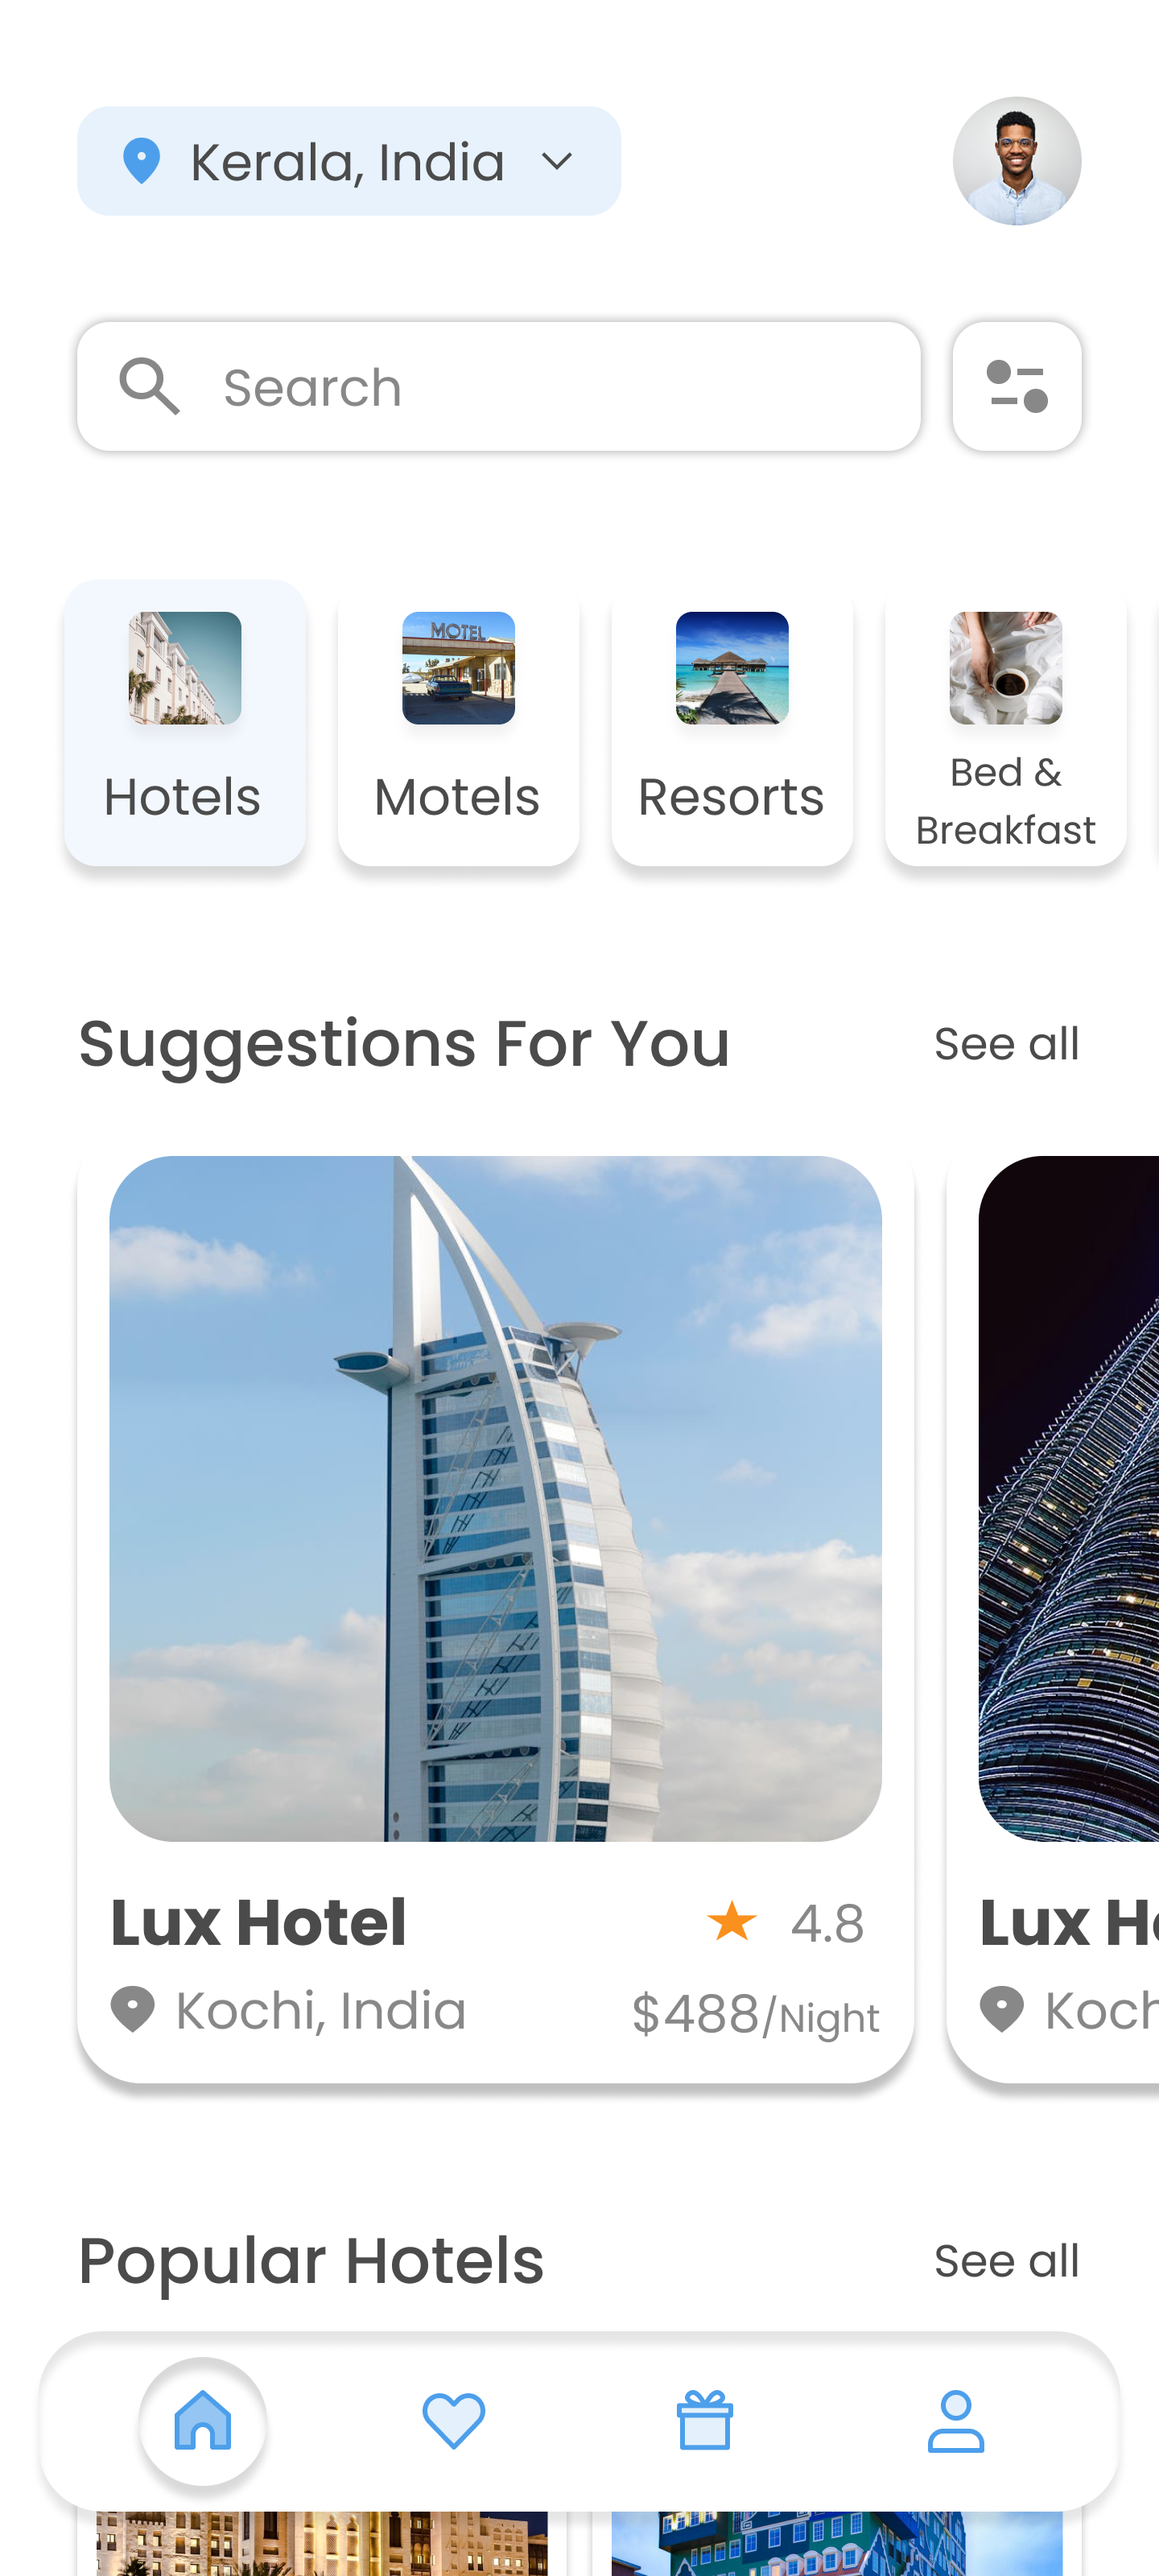 Kerala, India
Search
MOTEL
Hotels
Motels
Resorts
Bed &
Breakfast
Suggestions For You
See all
Lux Hotel
4.8
Kochi, India
$488/Night
Lux H
Koch
Popular Hotels
See all